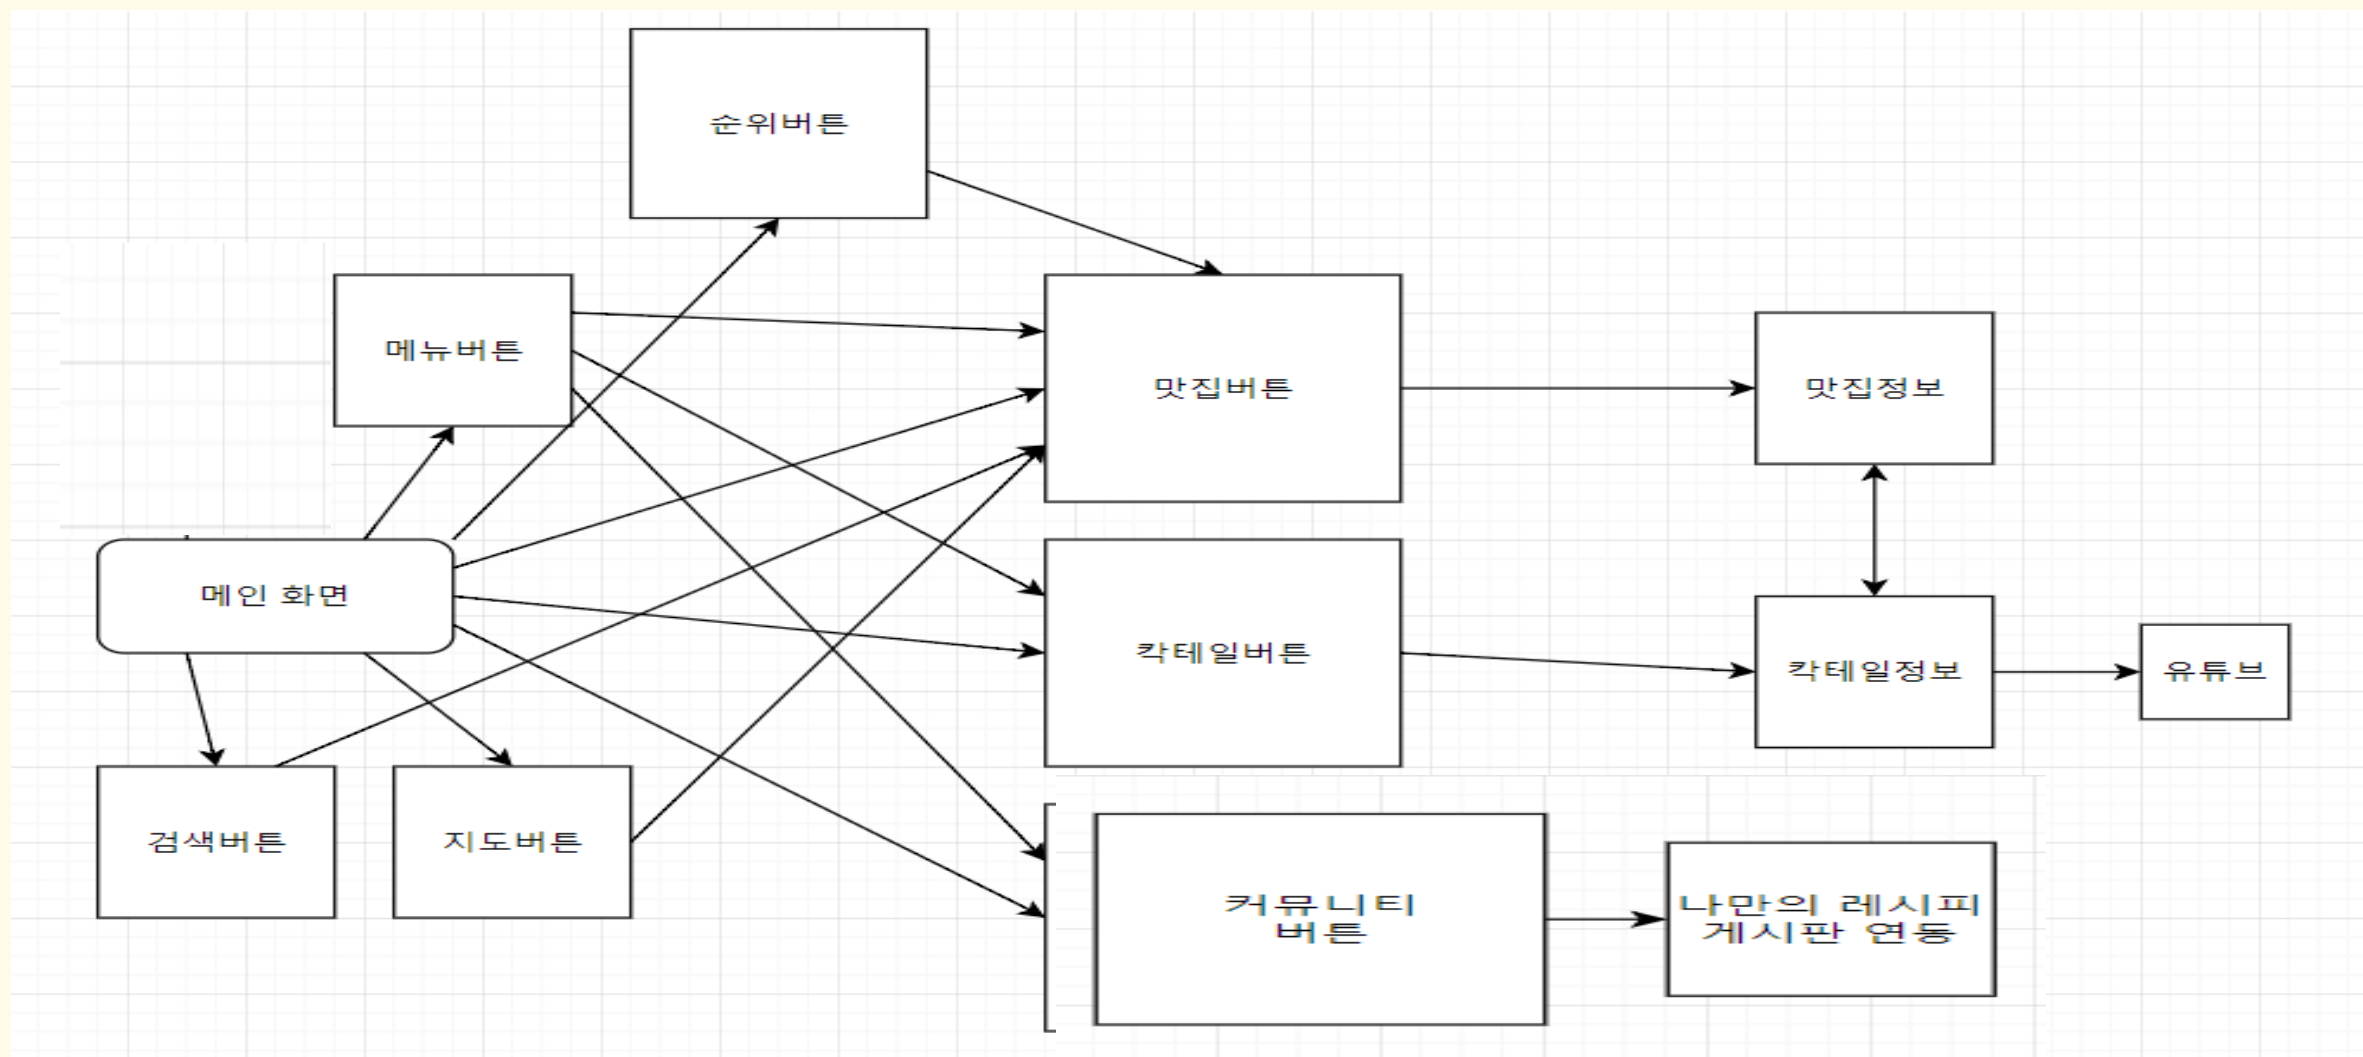 순위버튼
메뉴버튼
맛집버튼
맛집정보
메인 화면
칵테일버튼
칵테일정보
유튜브
검색버튼
지도버튼
커뮤니티
버튼
나만의 레시피
게시판 연동